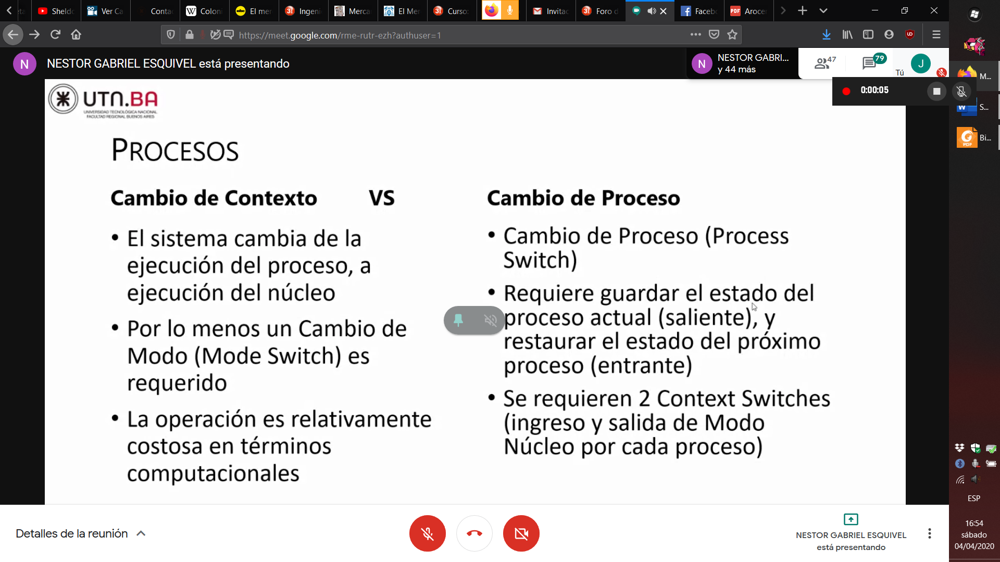 Sheldo
Ver Ca
Contac
Coloni
El mer
Ingeni
Merca
El Mer
Curso:
Invitac
Foro d
Facebo
Arocer
https://meet.google.com/rme-rutr-ezh?authuser=1
N
NESTOR GABRIEL ESQUIVEL está presentando
N
NESTOR GABRI...
y 44 más
47
79
Tú
J
0:00:05
M...
S...
Bi...
UTN.BA
UNIVERSIDAD TECNOLÓGICA NACIONAL
FACULTAD REGIONAL BUENOS AIRES
PROCESOS
Cambio de Contexto VS
El sistema cambia de la
ejecución del proceso, a
ejecución del núcleo
Por lo menos un Cambio de
Modo (Mode Switch) es
requerido
La operación es relativamente
costosa en términos
computacionales
Cambio de Proceso
Cambio de Proceso (Process
Switch)
Requiere guardar el estado del
proceso actual (saliente), y
restaurar el estado del próximo
proceso (entrante)
Se requieren 2 Context Switches
(ingreso y salida de Modo
Núcleo por cada proceso)
Detalles de la reunión
NESTOR GABRIEL ESQUIVEL
está presentando
ESP
16:54
sábado
04/04/2020